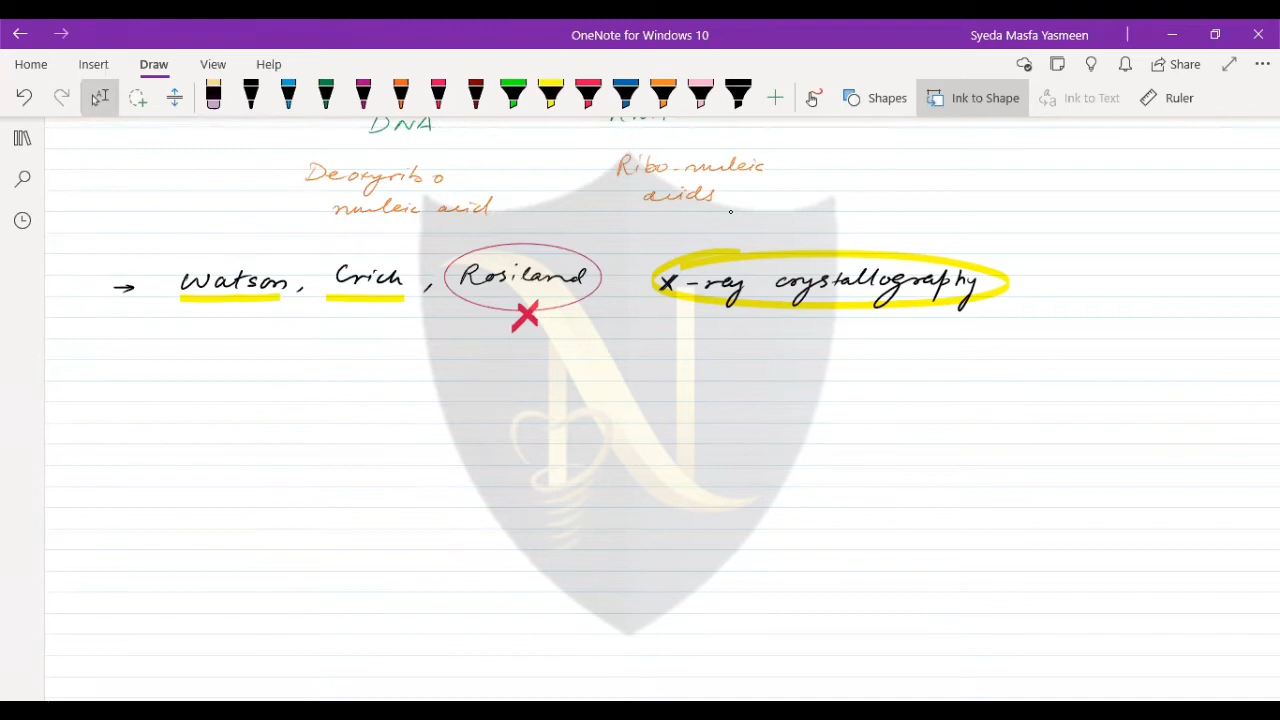 OneNote for Windows 10
Syeda Masfa Yasmeen
Home Insert Draw View Help
Share
Shapes
Ink to Shape
Ink to Text
Ruler
DNA
Deoxyribo
nucleic acid
Ribo-nucleic
acids
→ Watson, Crich, Rosiland
X-ray crystallography